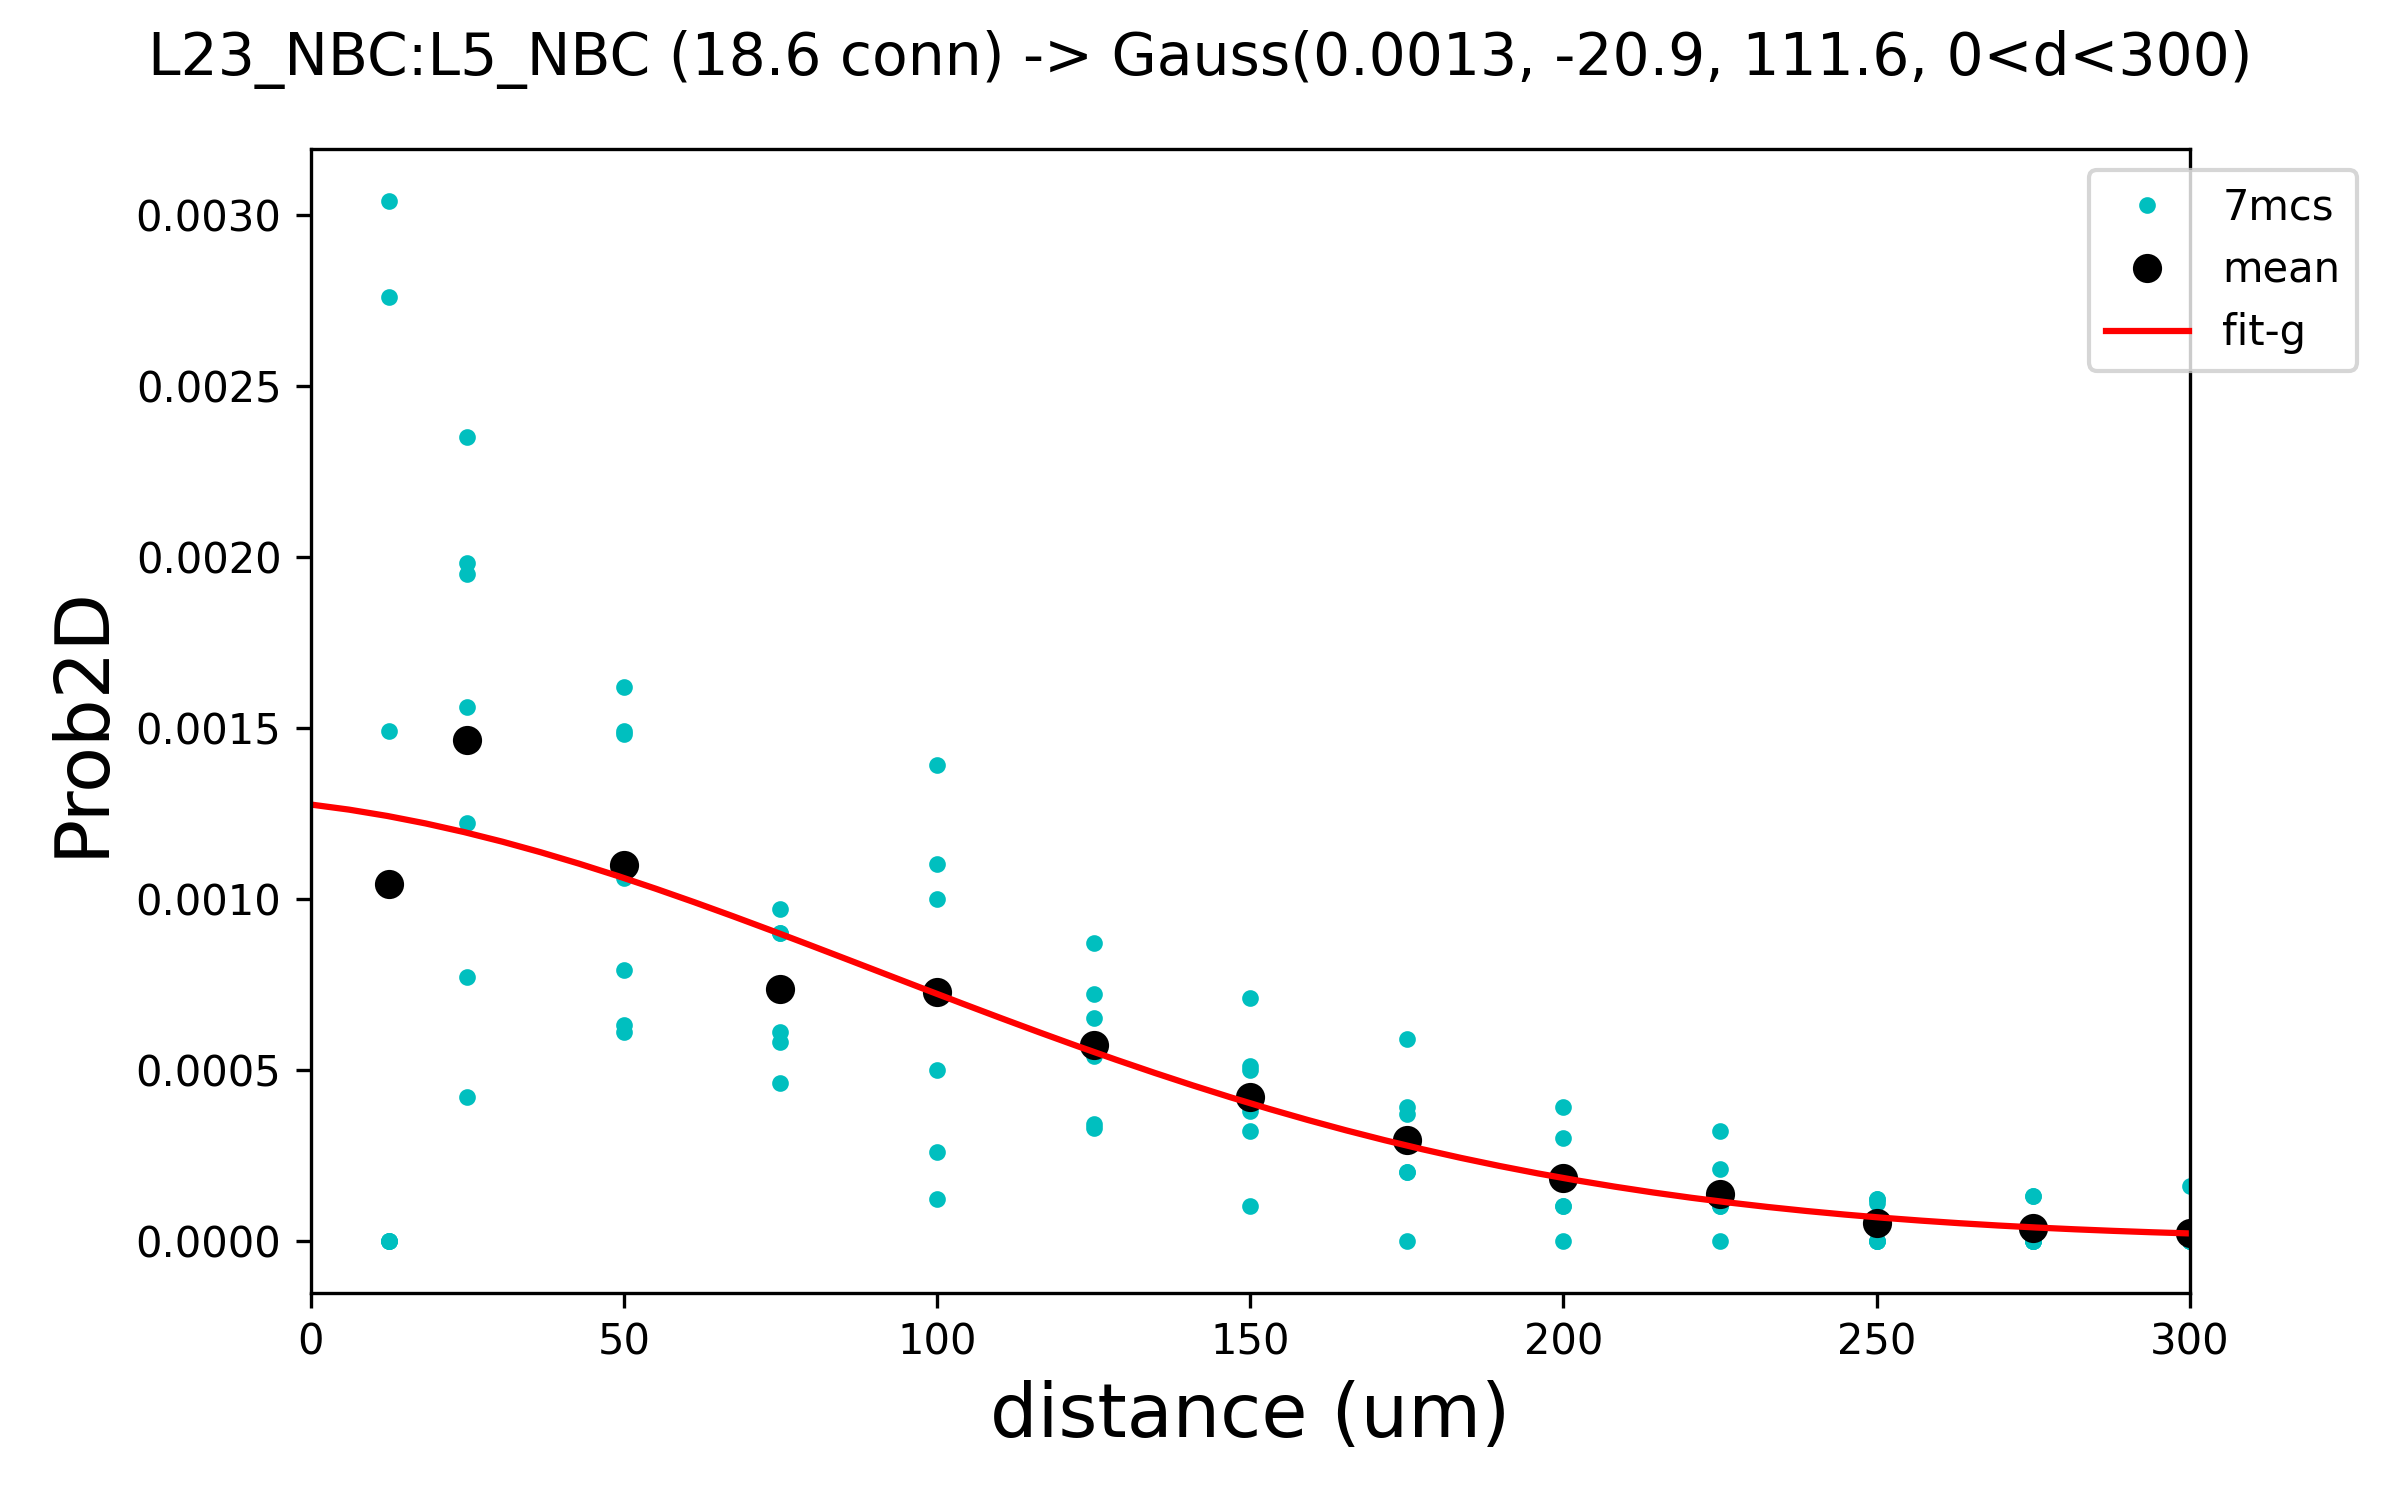 L23_NBC:L5_NBC (18.6 conn) -> Gauss(0.0013, -20.9, 111.6, 0<d<300)
7mcs
mean
fit-g
0.0030
0.0025
0.0020
0.0015
0.0010
0.0005
0.0000
Prob2D
0 50 100 150 200 250 300
distance (um)